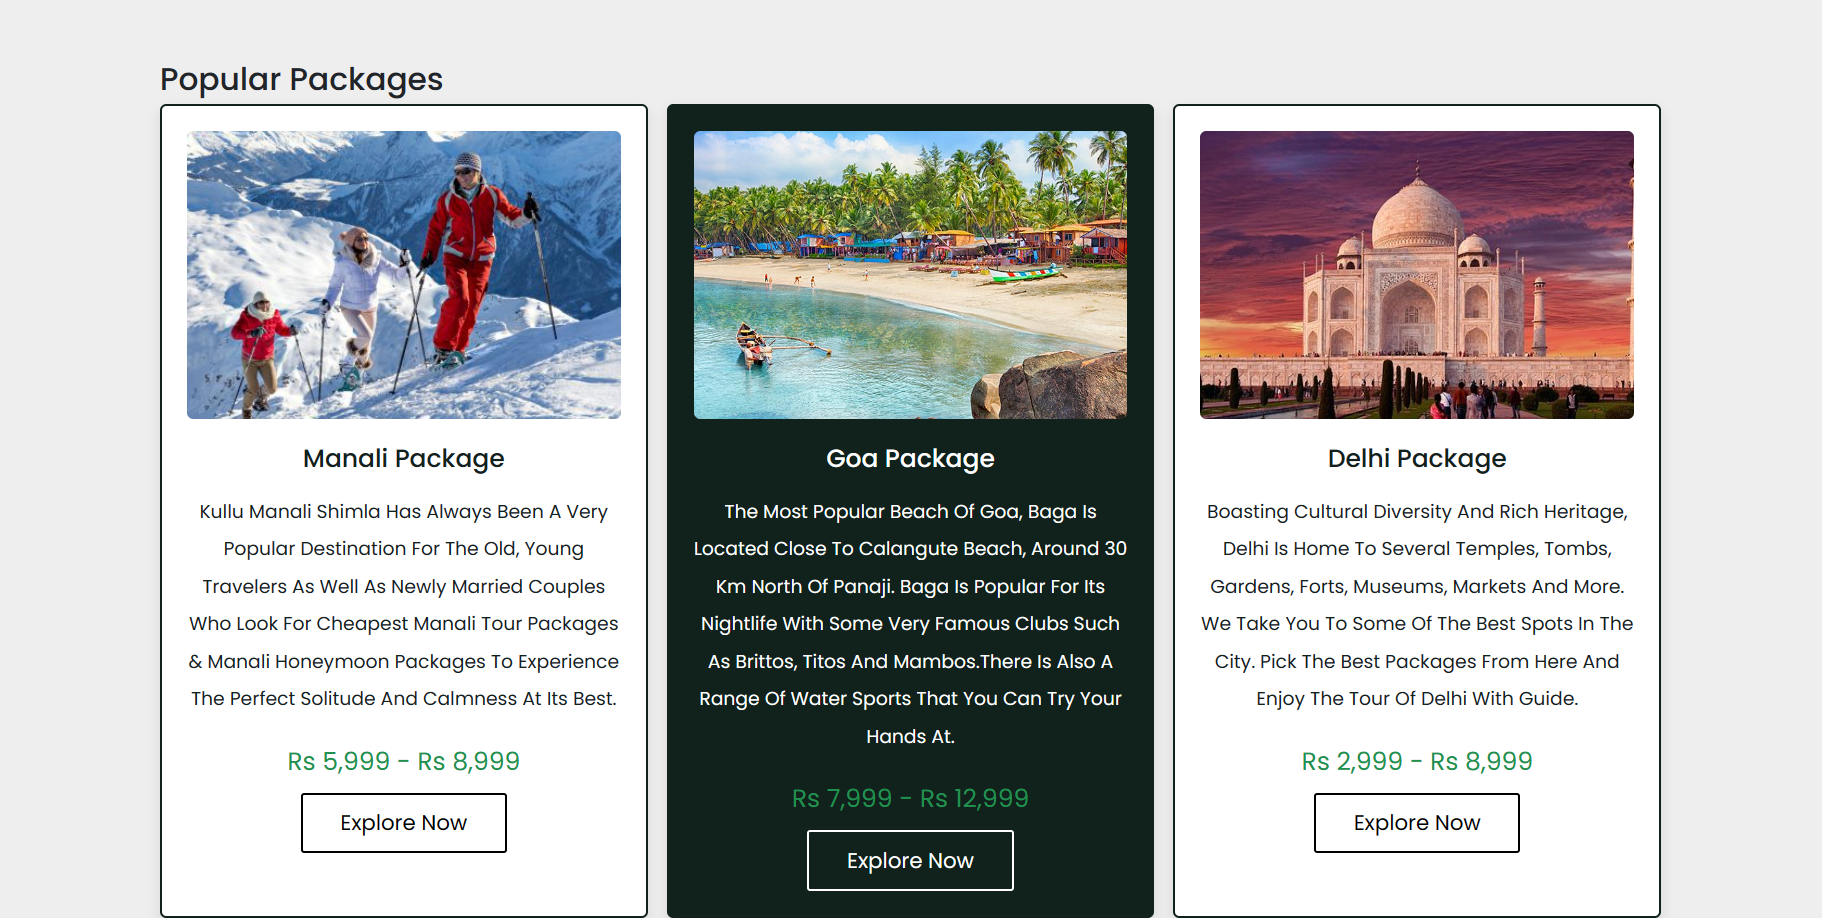 Popular Packages
Manali Package
Kullu Manali Shimla Has Always Been A Very
Popular Destination For The Old, Young
Travelers As Well As Newly Married Couples
Who Look For Cheapest Manali Tour Packages
& Manali Honeymoon Packages To Experience
The Perfect Solitude And Calmness At Its Best.
Rs 5,999 - Rs 8,999
Explore Now
Goa Package
The Most Popular Beach Of Goa, Baga Is
Located Close To Calangute Beach, Around 30
Km North Of Panaji. Baga Is Popular For Its
Nightlife With Some Very Famous Clubs Such
As Brittos, Titos And Mambos.There Is Also A
Range Of Water Sports That You Can Try Your
Hands At.
Rs 7,999 - Rs 12,999
Explore Now
Delhi Package
Boasting Cultural Diversity And Rich Heritage,
Delhi Is Home To Several Temples, Tombs,
Gardens, Forts, Museums, Markets And More.
We Take You To Some Of The Best Spots In The
City. Pick The Best Packages From Here And
Enjoy The Tour Of Delhi With Guide.
Rs 2,999 - Rs 8,999
Explore Now